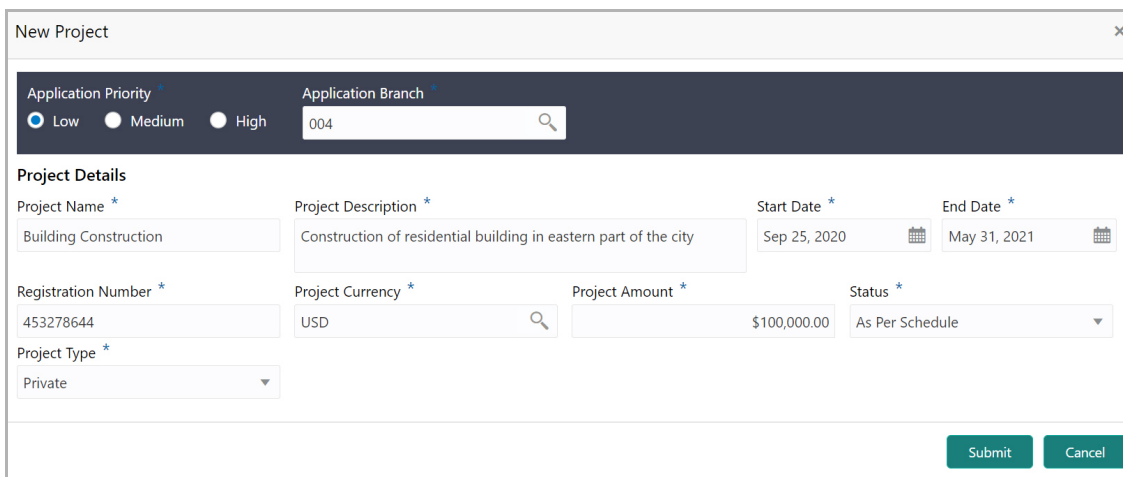 New Project ×
Application Priority * Application Branch *
Low Medium High 004
Project Details
Project Name * Project Description * Start Date * End Date *
Building Construction Construction of residential building in eastern part of the city Sep 25, 2020 May 31, 2021
Registration Number * Project Currency * Project Amount * Status *
453278644 USD $100,000.00 As Per Schedule
Project Type *
Private
Submit Cancel